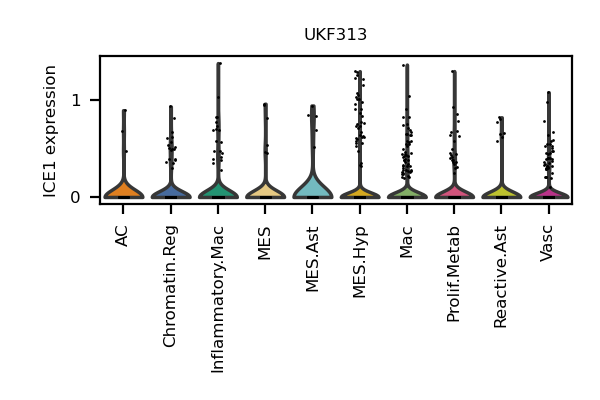 UKF313
ICE1 expression
1
0
AC
Chromatin.Reg
Inflammatory.Mac
MES
MES.Ast
MES.Hyp
Mac
Prolif.Metab
Reactive.Ast
Vasc